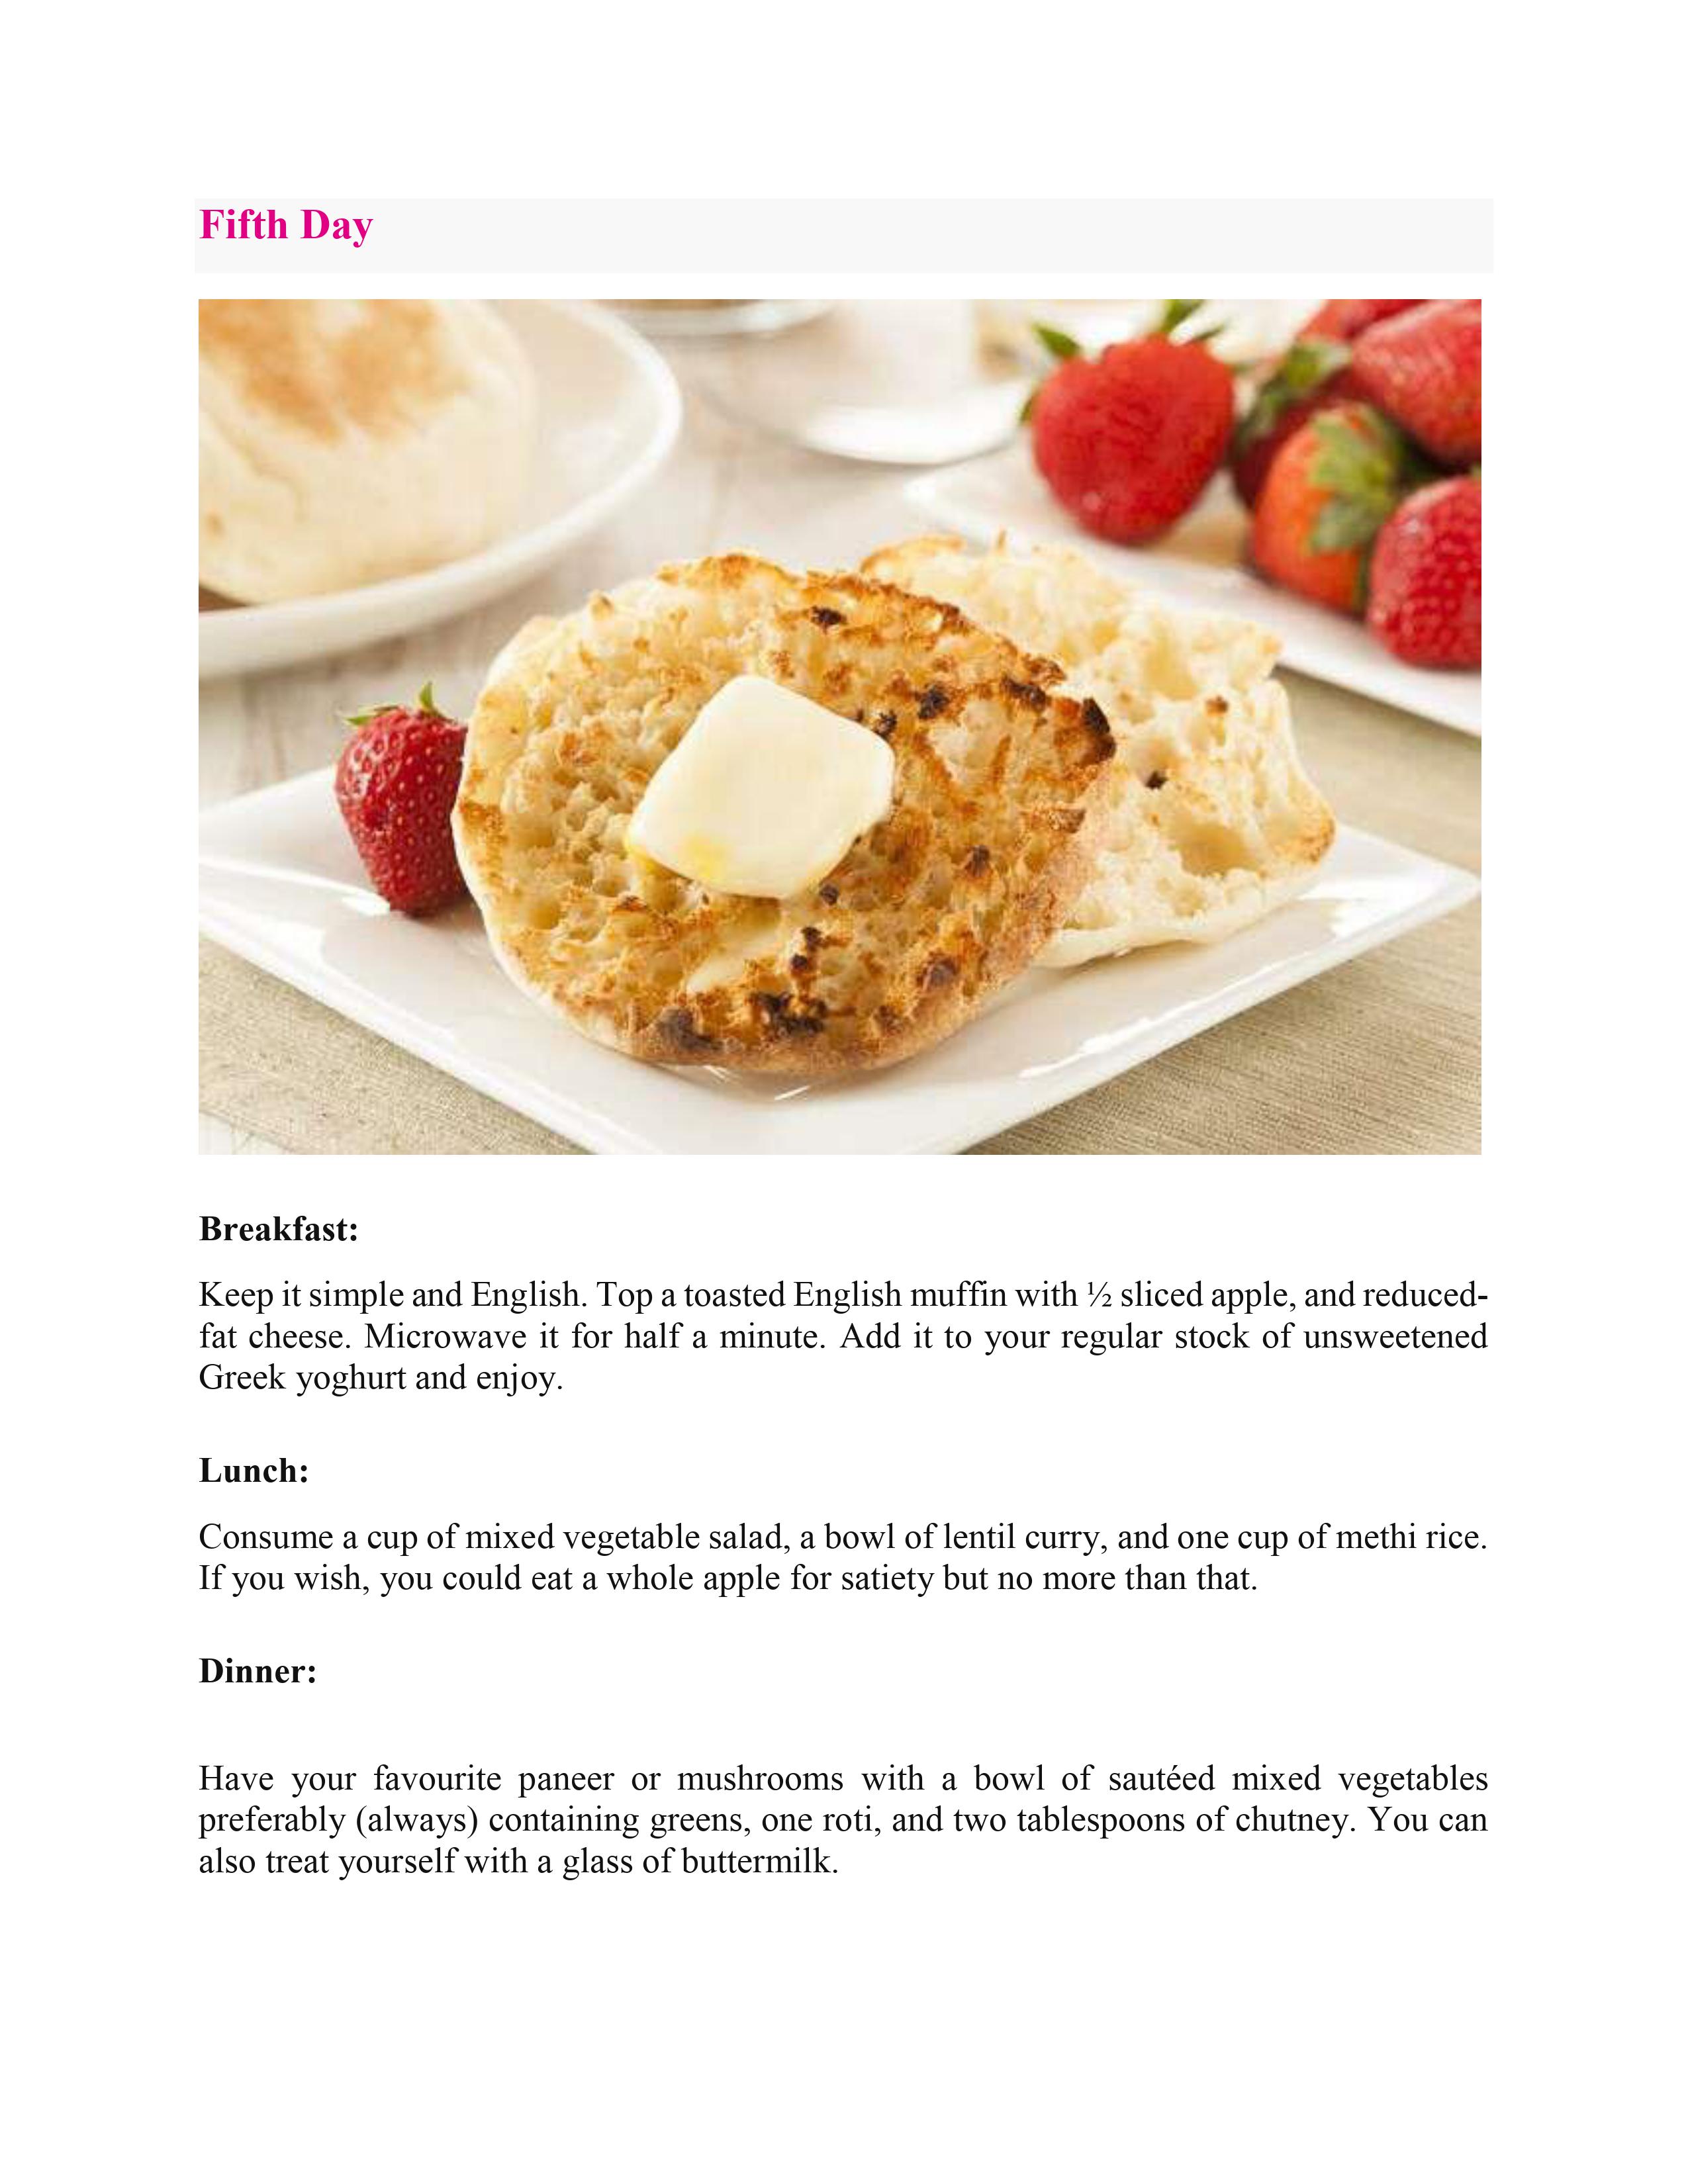 Fifth Day
Breakfast:
Keep it simple and English. Top a toasted English muffin with ½ sliced apple, and reduced-
fat cheese. Microwave it for half a minute. Add it to your regular stock of unsweetened
Greek yoghurt and enjoy.
Lunch:
Consume a cup of mixed vegetable salad, a bowl of lentil curry, and one cup of methi rice.
If you wish, you could eat a whole apple for satiety but no more than that.
Dinner:
Have your favourite paneer or mushrooms with a bowl of sautéed mixed vegetables
preferably (always) containing greens, one roti, and two tablespoons of chutney. You can
also treat yourself with a glass of buttermilk.